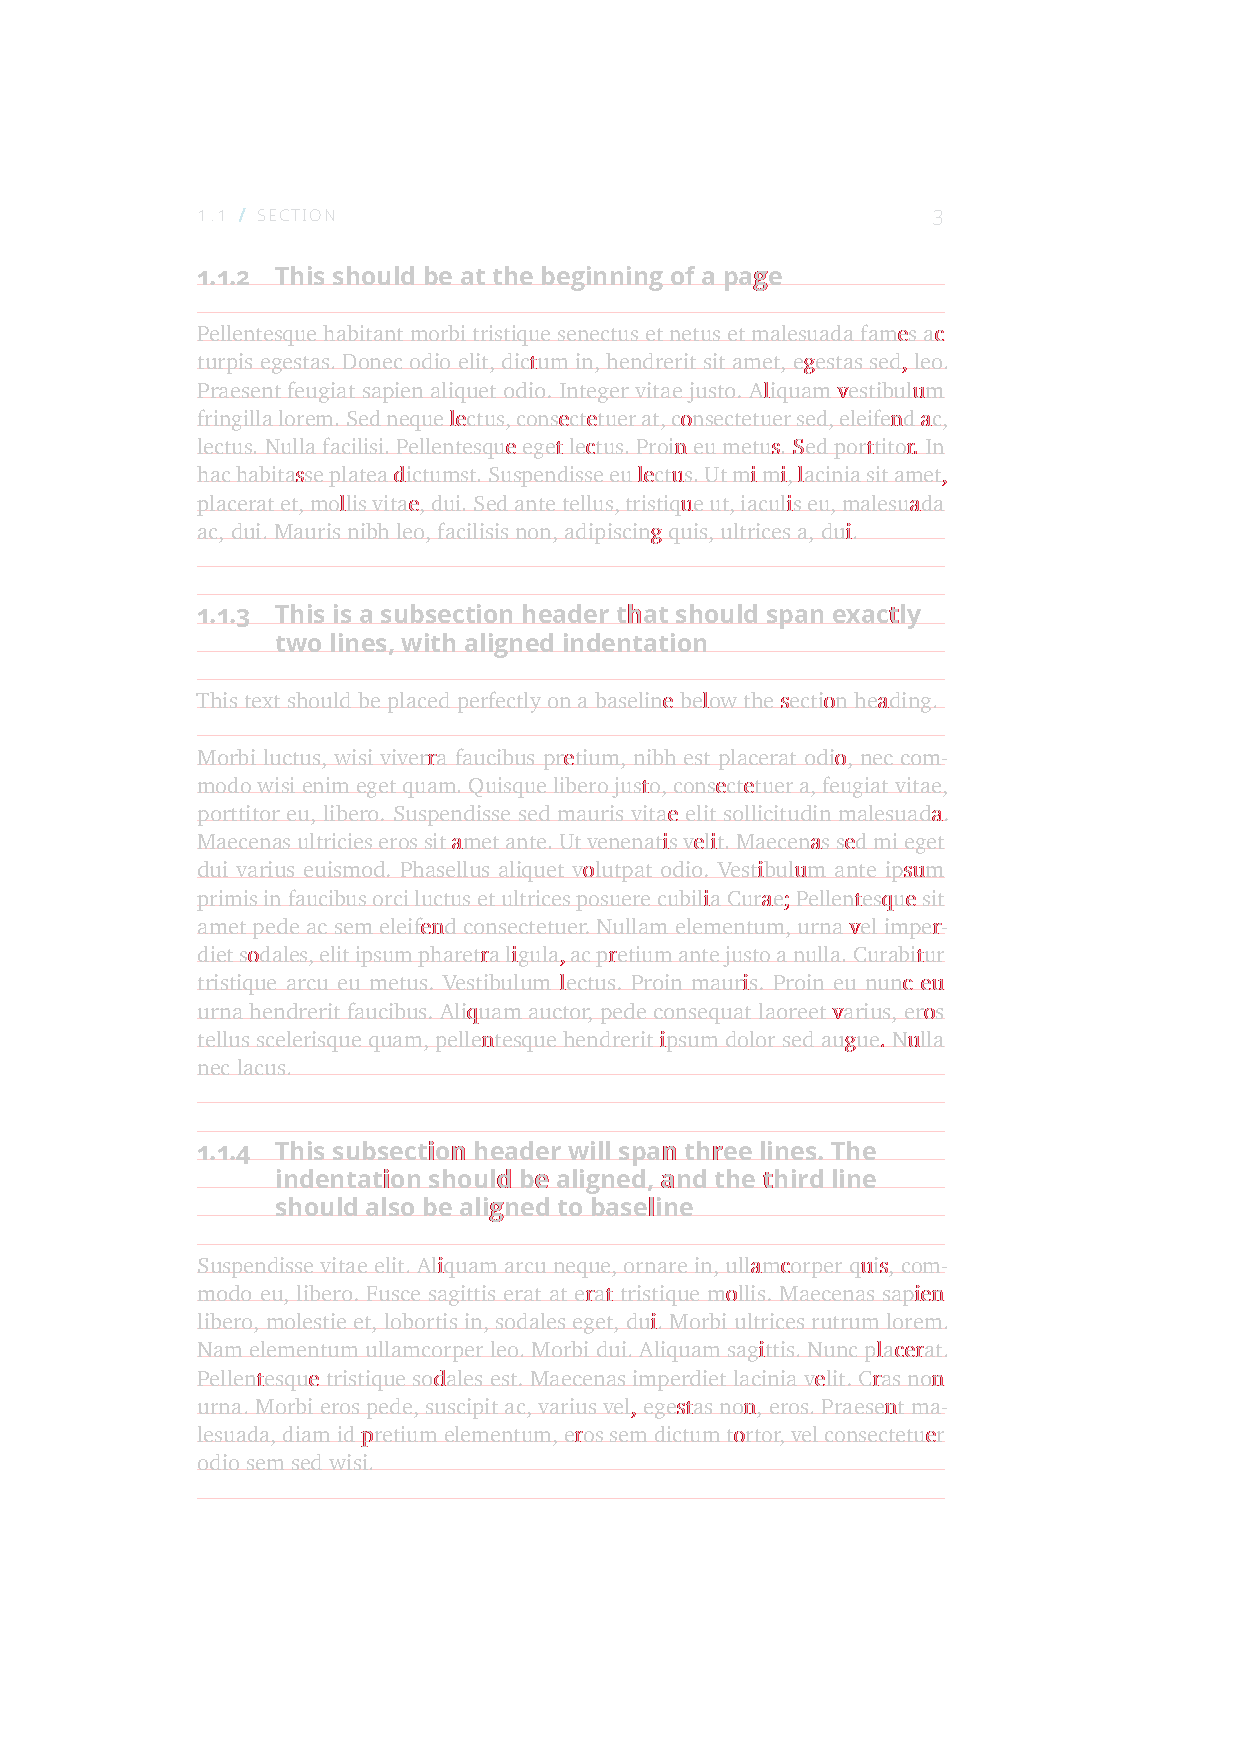 1.1 / SECTION 3
1.1.2 This should be at the beginning of a page
Pellentesque habitant morbi tristique senectus et netus et malesuada fames ac
turpis egestas. Donec odio elit, dictum in, hendrerit sit amet, egestas sed, leo.
Praesent feugiat sapien aliquet odio. Integer vitae justo. Aliquam vestibulum
fringilla lorem. Sed neque lectus, consectetuer at, consectetuer sed, eleifend ac,
lectus. Nulla facilisi. Pellentesque eget lectus. Proin eu metus. Sed porttitor. In
hac habitasse platea dictumst. Suspendisse eu lectus. Ut mi mi, lacinia sit amet,
placerat et, mollis vitae, dui. Sed ante tellus, tristique ut, iaculis eu, malesuada
ac, dui. Mauris nibh leo, facilisis non, adipiscing quis, ultrices a, dui.
1.1.3 This is a subsection header that should span exactly
two lines, with aligned indentation
This text should be placed perfectly on a baseline below the section heading.
Morbi luctus, wisi viverra faucibus pretium, nibh est placerat odio, nec com-
modo wisi enim eget quam. Quisque libero justo, consectetuer a, feugiat vitae,
porttitor eu, libero. Suspendisse sed mauris vitae elit sollicitudin malesuada.
Maecenas ultricies eros sit amet ante. Ut venenatis velit. Maecenas sed mi eget
dui varius euismod. Phasellus aliquet volutpat odio. Vestibulum ante ipsum
primis in faucibus orci luctus et ultrices posuere cubilia Curae; Pellentesque sit
amet pede ac sem eleifend consectetuer. Nullam elementum, urna vel imper-
diet sodales, elit ipsum pharetra ligula, ac pretium ante justo a nulla. Curabitur
tristique arcu eu metus. Vestibulum lectus. Proin mauris. Proin eu nunc eu
urna hendrerit faucibus. Aliquam auctor, pede consequat laoreet varius, eros
tellus scelerisque quam, pellentesque hendrerit ipsum dolor sed augue. Nulla
nec lacus.
1.1.4 This subsection header will span three lines. The
indentation should be aligned, and the third line
should also be aligned to baseline
Suspendisse vitae elit. Aliquam arcu neque, ornare in, ullamcorper quis, com-
modo eu, libero. Fusce sagittis erat at erat tristique mollis. Maecenas sapien
libero, molestie et, lobortis in, sodales eget, dui. Morbi ultrices rutrum lorem.
Nam elementum ullamcorper leo. Morbi dui. Aliquam sagittis. Nunc placerat.
Pellentesque tristique sodales est. Maecenas imperdiet lacinia velit. Cras non
urna. Morbi eros pede, suscipit ac, varius vel, egestas non, eros. Praesent ma-
lesuada, diam id pretium elementum, eros sem dictum tortor, vel consectetuer
odio sem sed wisi.